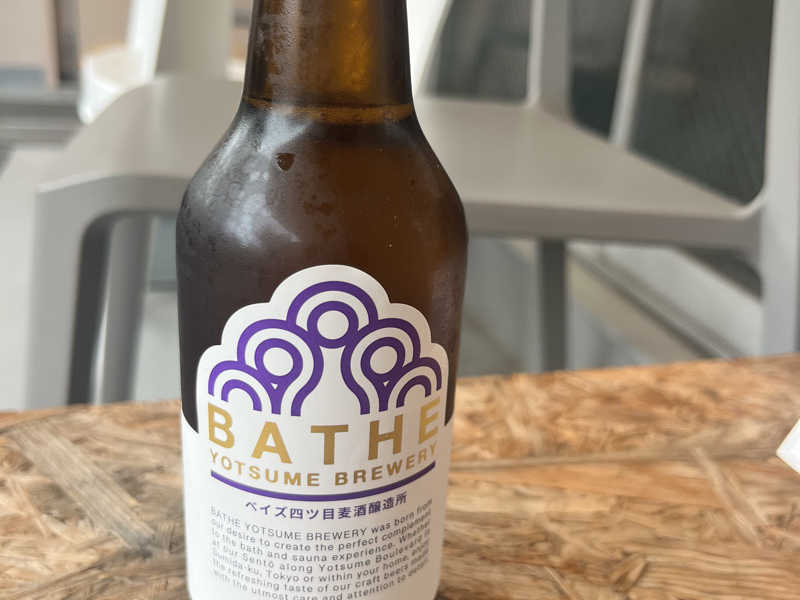 BATHE
YOTSUME BREWERY
ベイズ四ツ目麦酒醸造所
BATHE YOTSUME BREWERY was born from
our desire to create the perfect complement
to the bath and sauna experience. Whether
at our Sentō along Yotsume Boulevard in
Sumida-ku, Tokyo or within your home, enjoy
the refreshing taste of our craft beers made
with the utmost care and attention to detail.